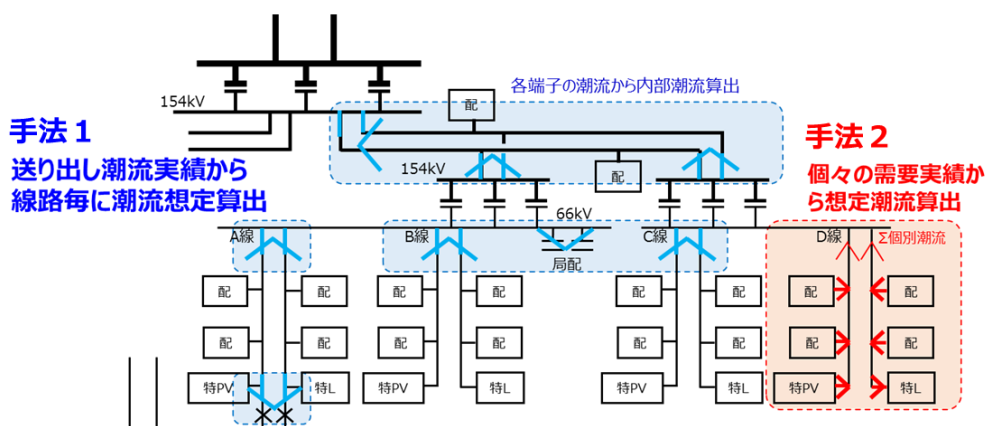 各端子の潮流から内部潮流算出
配
154kV
手法１
送り出し潮流実績から
線路毎に潮流想定算出
手法２
個々の需要実績か
ら想定潮流算出
154kV
配
66kV
A線
B線
局配
C線
D線
Σ個別潮流
配 配 配 配 配 配 配 配
配 配 配 配 配 配 配 配
特PV 特L 特PV 特L 特PV 特L 特PV 特L